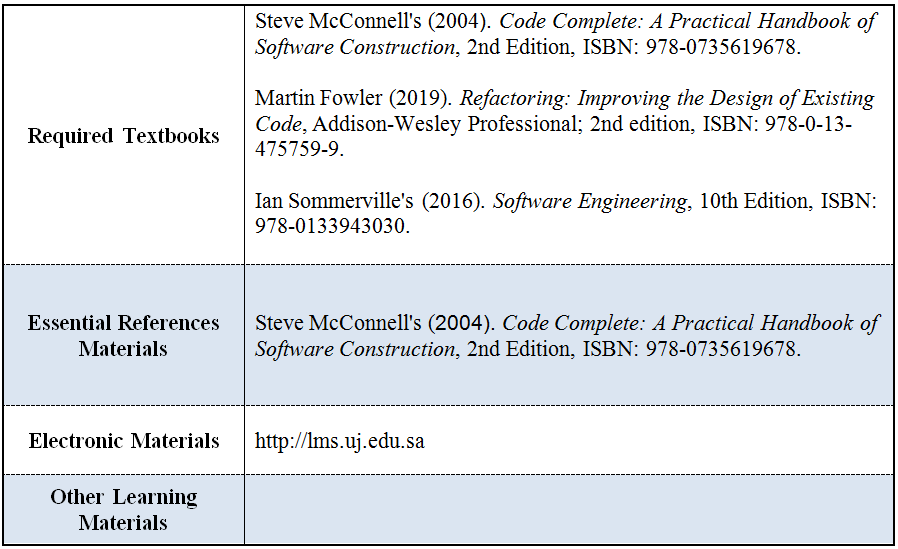 Required Textbooks
Steve McConnell's (2004). Code Complete: A Practical Handbook of
Software Construction, 2nd Edition, ISBN: 978-0735619678.
Martin Fowler (2019). Refactoring: Improving the Design of Existing
Code, Addison-Wesley Professional; 2nd edition, ISBN: 978-0-13-
475759-9.
Ian Sommerville's (2016). Software Engineering, 10th Edition, ISBN:
978-0133943030.
Essential References
Materials
Steve McConnell's (2004). Code Complete: A Practical Handbook of
Software Construction, 2nd Edition, ISBN: 978-0735619678.
Electronic Materials
http://lms.uj.edu.sa
Other Learning
Materials